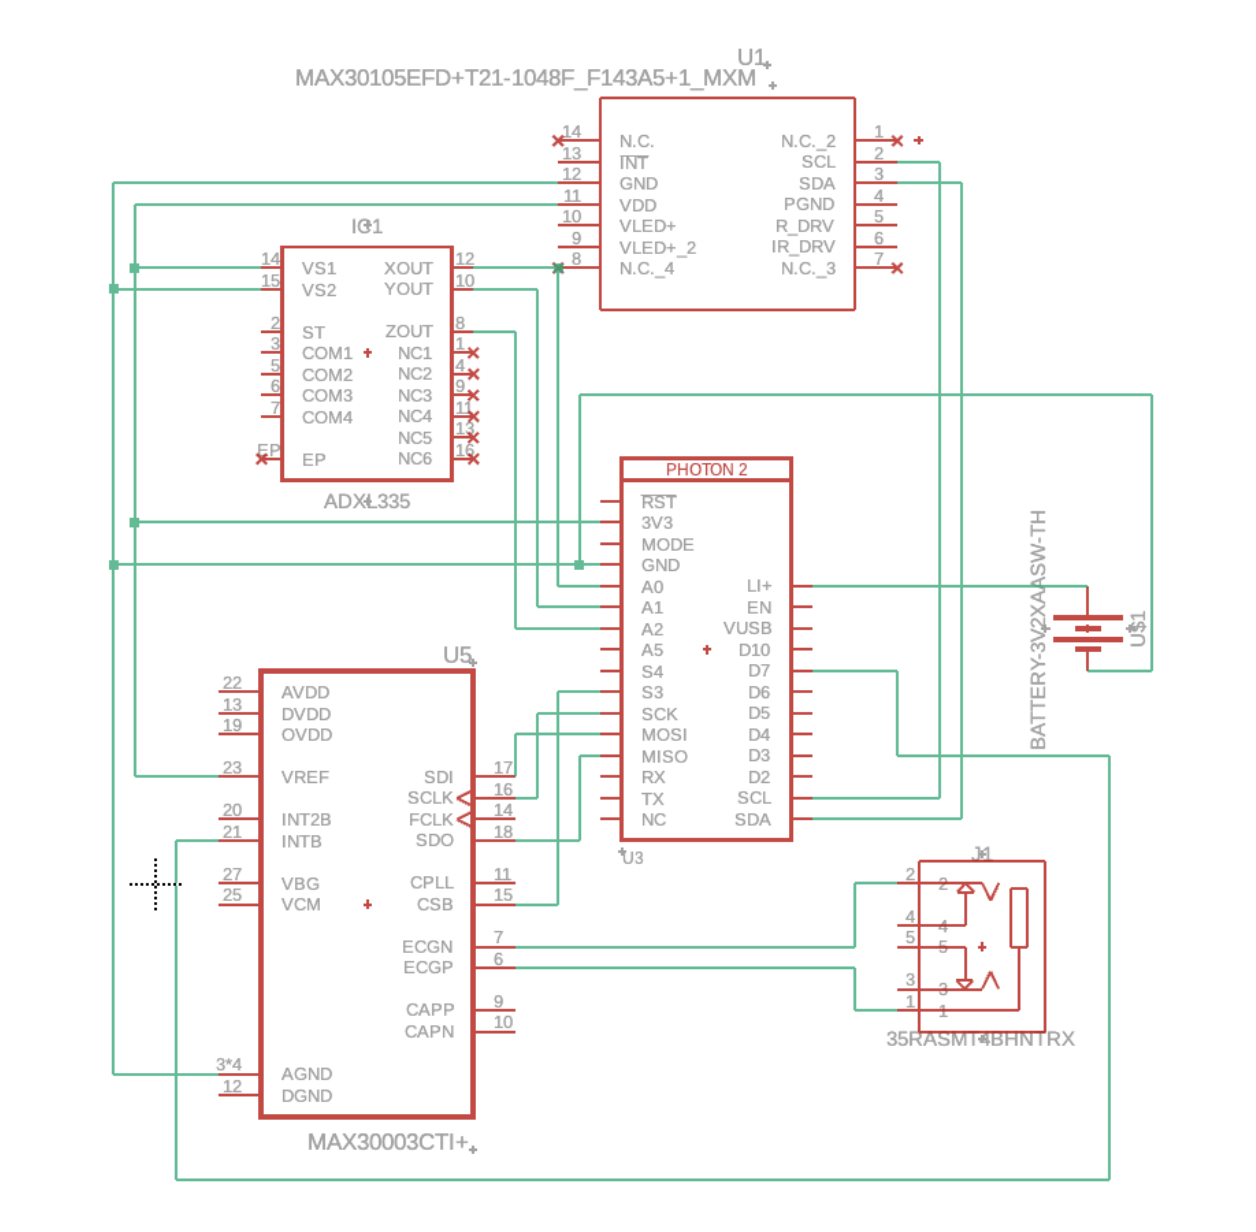 U1
MAX30105EFD+T21-1048F_F143A5+1_MXM
14 N.C. N.C._2 1
13 INT SCL 2
12 GND SDA 3
11 VDD PGND 4
10 VLED+ R_DRV 5
9 VLED+_2 IR_DRV 6
8 N.C._4 N.C._3 7
IC1
14 VS1 XOUT 12
15 VS2 YOUT 10
2 ST ZOUT 8
3 COM1 NC1 1
5 COM2 NC2 4
6 COM3 NC3 9
7 COM4 NC4 11
NC5 13
EP EP NC6 16
ADXL335
PHOTON 2
RST
3V3
MODE
GND
A0 LI+
A1 EN
A2 VUSB
A5 D10
S4 D7
S3 D6
SCK D5
MOSI D4
MISO D3
RX D2
TX SCL
NC SDA
U3
BATTERY-3V2XAASW-TH
U$1
U5
22 AVDD
13 DVDD
19 OVDD
23 VREF SDI 17
SCLK 16
20 INT2B FCLK 14
21 INTB SDO 18
27 VBG CPLL 11
25 VCM CSB 15
ECGN 7
ECGP 6
CAPP 9
CAPN 10
3*4 AGND
12 DGND
MAX30003CTI+
J1
2 2
4 4
5 5
3 3
1 1
35RASMT4BHNTRX